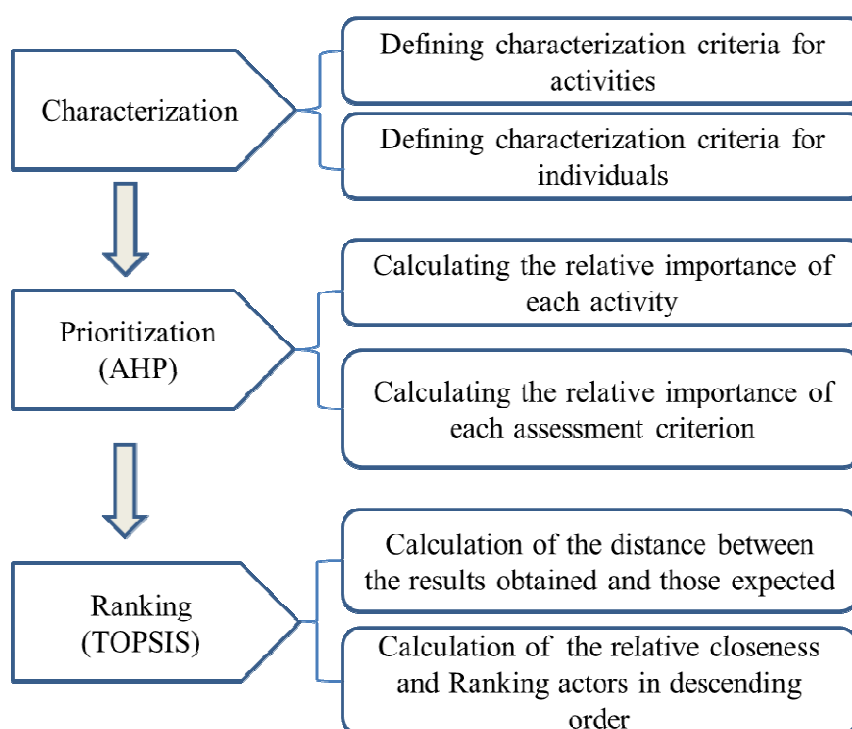 Characterization
Defining characterization criteria for
activities
Defining characterization criteria for
individuals
Prioritization
(AHP)
Calculating the relative importance of
each activity
Calculating the relative importance of
each assessment criterion
Ranking
(TOPSIS)
Calculation of the distance between
the results obtained and those expected
Calculation of the relative closeness
and Ranking actors in descending
order